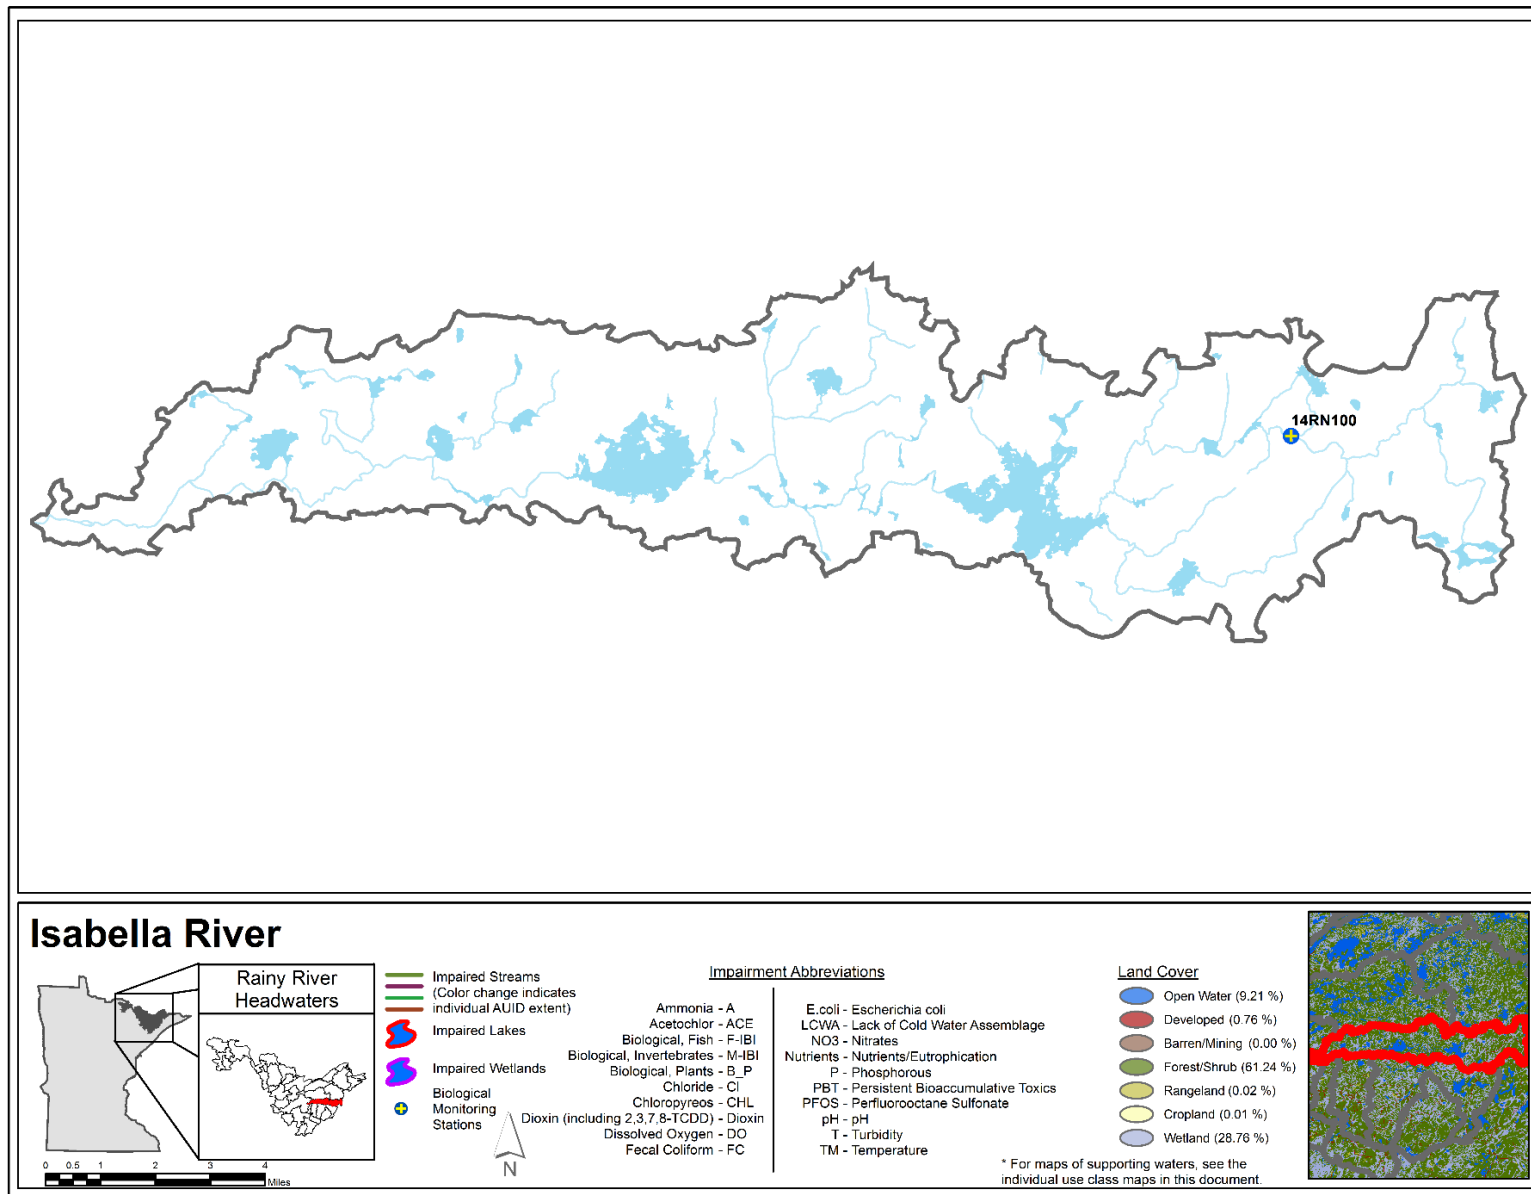 14RN100
Isabella River
Rainy River
Headwaters
0 0.5 1 2 3 4
Miles
Impaired Streams
(Color change indicates
individual AUID extent)
Impaired Lakes
Impaired Wetlands
Biological
Monitoring
Stations
N
Impairment Abbreviations
Ammonia - A
Acetochlor - ACE
Biological, Fish - F-IBI
Biological, Invertebrates - M-IBI
Biological, Plants - B_P
Chloride - Cl
Chloropyreos - CHL
Dioxin (including 2,3,7,8-TCDD) - Dioxin
Dissolved Oxygen - DO
Fecal Coliform - FC
E.coli - Escherichia coli
LCWA - Lack of Cold Water Assemblage
NO3 - Nitrates
Nutrients - Nutrients/Eutrophication
P - Phosphorous
PBT - Persistent Bioaccumulative Toxics
PFOS - Perfluorooctane Sulfonate
pH - pH
T - Turbidity
TM - Temperature
Land Cover
Open Water (9.21 %)
Developed (0.76 %)
Barren/Mining (0.00 %)
Forest/Shrub (61.24 %)
Rangeland (0.02 %)
Cropland (0.01 %)
Wetland (28.76 %)
* For maps of supporting waters, see the
individual use class maps in this document.